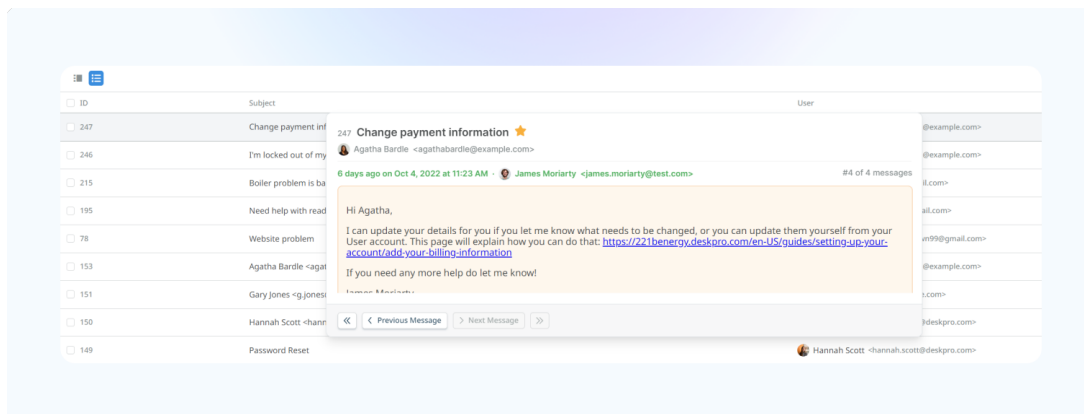 ID Subject User
247 Change payment inf @example.com>
246 I'm locked out of my @example.com>
215 Boiler problem is ba il.com>
195 Need help with read ail.com>
78 Website problem vn99@gmail.com>
153 Agatha Bardle <agat @example.com>
151 Gary Jones <g.jones e.com>
150 Hannah Scott <hann @deskpro.com>
149 Password Reset Hannah Scott <hannah.scott@deskpro.com>
247 Change payment information
Agatha Bardle <agathabardle@example.com>
6 days ago on Oct 4, 2022 at 11:23 AM - James Moriarty <james.moriarty@test.com> #4 of 4 messages
Hi Agatha,
I can update your details for you if you let me know what needs to be changed, or you can update them yourself from your
User account. This page will explain how you can do that: https://221benergy.deskpro.com/en-US/guides/setting-up-your-
account/add-your-billing-information
If you need any more help do let me know!
James Moriarty
Previous Message Next Message